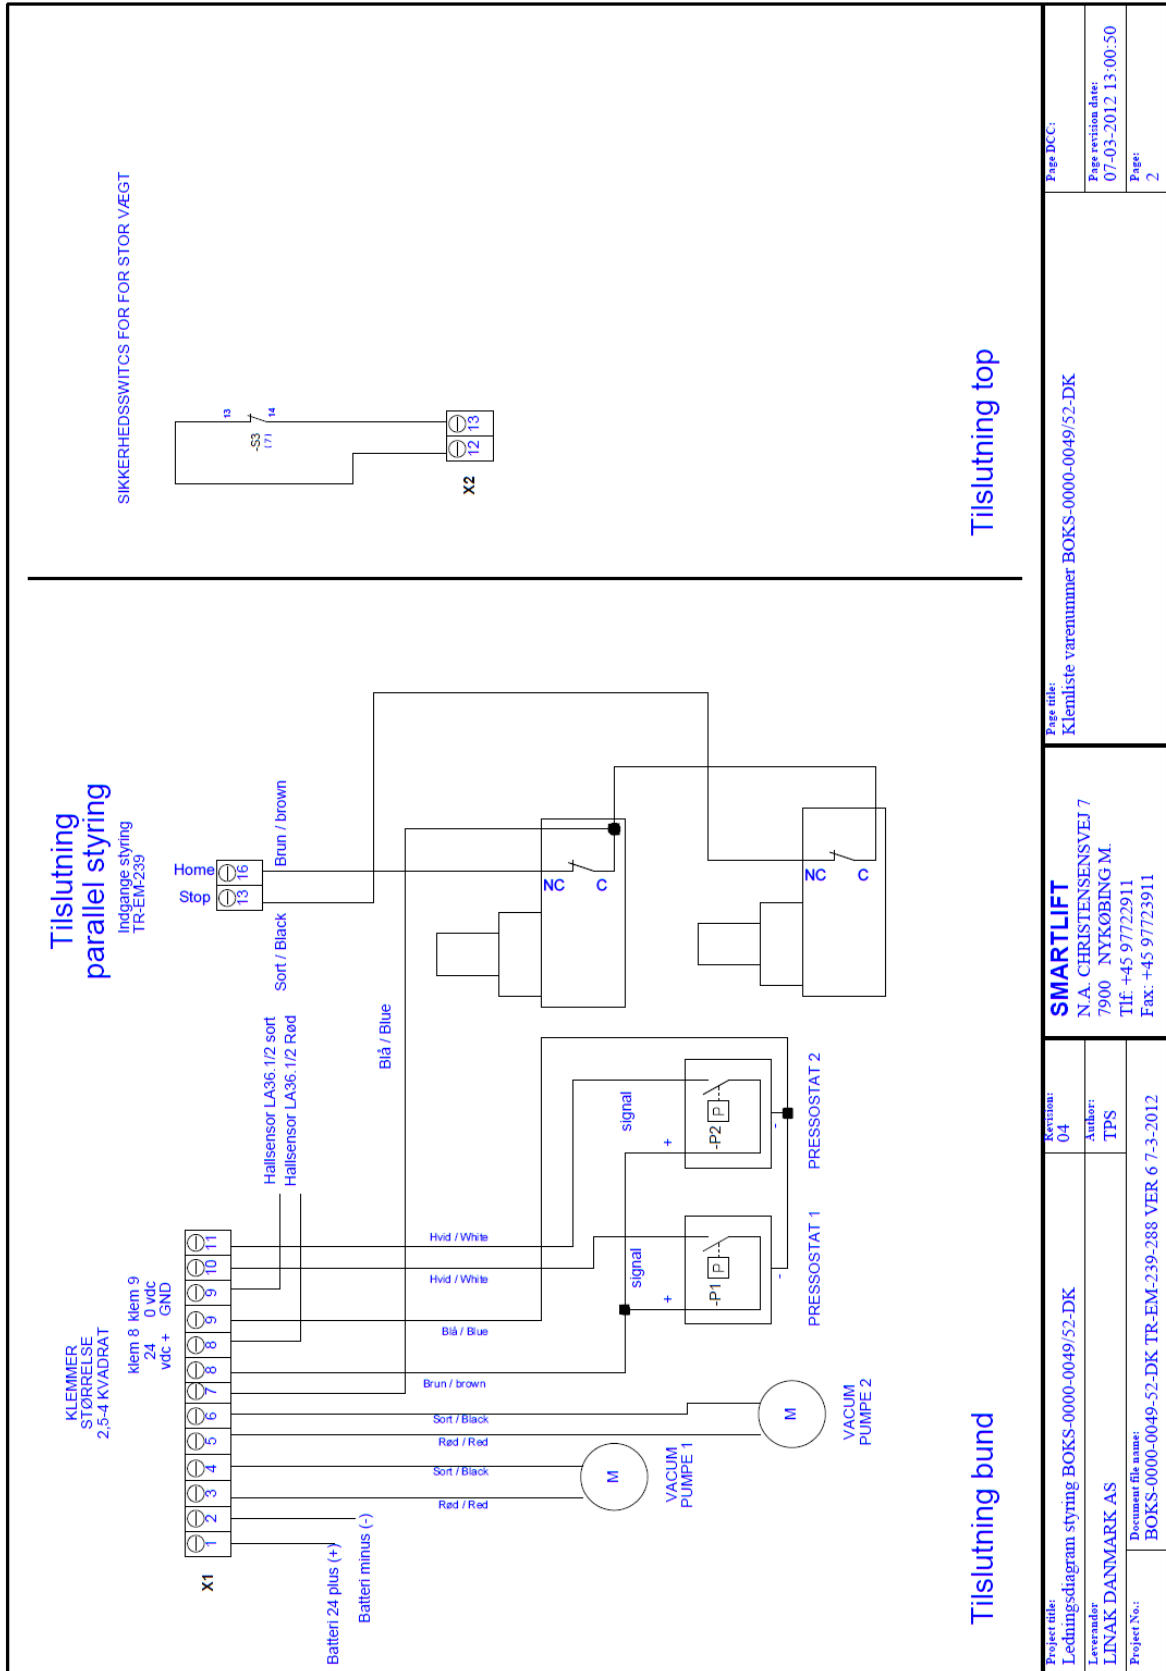 KLEMMER
STØRRELSE
2,5-4 KVADRAT
klem 8 klem 9
24 0 vdc
vdc + GND
X1
1
2
3
4
5
6
7
8
8
9
9
10
11
Batteri 24 plus (+)
Batteri minus (-)
Rød / Red
Sort / Black
Rød / Red
Sort / Black
Brun / brown
Blå / Blue
Hvid / White
Hvid / White
Hallsensor LA36.1/2 sort
Hallsensor LA36.1/2 Rød
M
VACUM
PUMPE 1
M
VACUM
PUMPE 2
signal
+
-P1
P
-
PRESSOSTAT 1
signal
+
-P2
P
-
PRESSOSTAT 2
Tilslutning bund
Tilslutning
parallel styring
Indgange styring
TR-EM-239
Home
16
Stop
13
Sort / Black
Brun / brown
Blå / Blue
NC
C
NC
C
SIKKERHEDSSWITCS FOR FOR STOR VÆGT
13
14
-S3
(7)
12
13
X2
Tilslutning top
Project title:
Ledningsdiagram styring BOKS-0000-0049/52-DK
Leverandør
LINAK DANMARK AS
Project No.:
Document file name:
BOKS-0000-0049-52-DK TR-EM-239-288 VER 6 7-3-2012
Revision:
04
Author:
TPS
SMARTLIFT
N.A. CHRISTENSENSVEJ 7
7900 NYKØBING M.
Tlf: +45 97722911
Fax: +45 97723911
Page title:
Klemliste varenummer BOKS-0000-0049/52-DK
Page DCC:
Page revision date:
07-03-2012 13:00:50
Page:
2